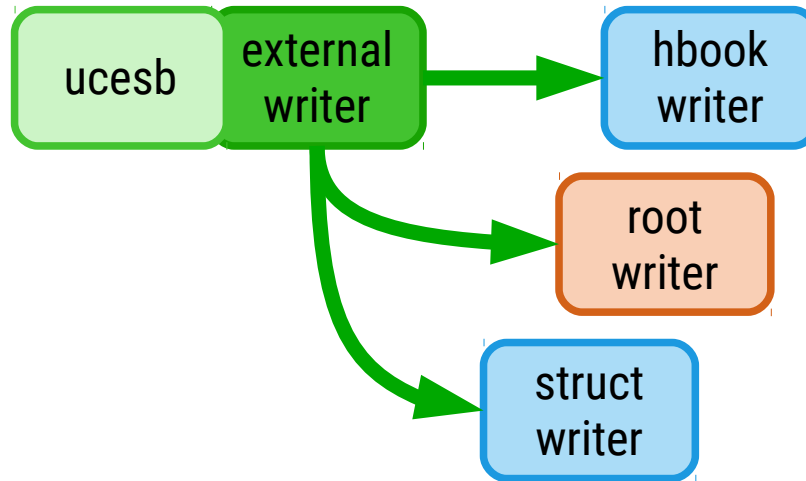 ucesb
external
writer
hbook
writer
root
writer
struct
writer